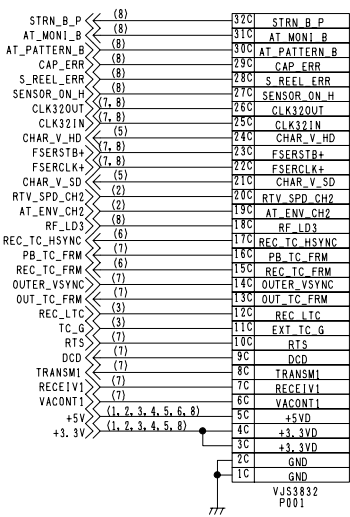 STRN_B_P (8) 32C STRN_B_P
AT_MONI_B (8) 31C AT_MONI_B
AT_PATTERN_B (8) 30C AT_PATTERN_B
CAP_ERR (8) 29C CAP_ERR
S_REEL_ERR (8) 28C S_REEL_ERR
SENSOR_ON_H (8) 27C SENSOR_ON_H
CLK32OUT (7, 8) 26C CLK32OUT
CLK32IN (7, 8) 25C CLK32IN
CHAR_V_HD (5) 24C CHAR_V_HD
FSERSTB+ (7, 8) 23C FSERSTB+
FSERCLK+ (7, 8) 22C FSERCLK+
CHAR_V_SD (5) 21C CHAR_V_SD
RTV_SPD_CH2 (2) 20C RTV_SPD_CH2
AT_ENV_CH2 (2) 19C AT_ENV_CH2
RF_LD3 (8) 18C RF_LD3
REC_TC_HSYNC (6) 17C REC_TC_HSYNC
PB_TC_FRM (7) 16C PB_TC_FRM
REC_TC_FRM (6) 15C REC_TC_FRM
OUTER_VSYNC (7) 14C OUTER_VSYNC
OUT_TC_FRM (7) 13C OUT_TC_FRM
REC_LTC (3) 12C REC LTC
TC_G (3) 11C EXT_TC_G
RTS (7) 10C RTS
DCD (7) 9C DCD
TRANSM1 (7) 8C TRANSM1
RECEIV1 (7) 7C RECEIV1
VACONT1 (7) 6C VACONT1
+5V (1, 2, 3, 4, 5, 6, 8) 5C +5VD
+3. 3V (1, 2, 3, 4, 5, 8) 4C +3. 3VD
3C +3. 3VD
2C GND
1C GND
VJS3832
P001